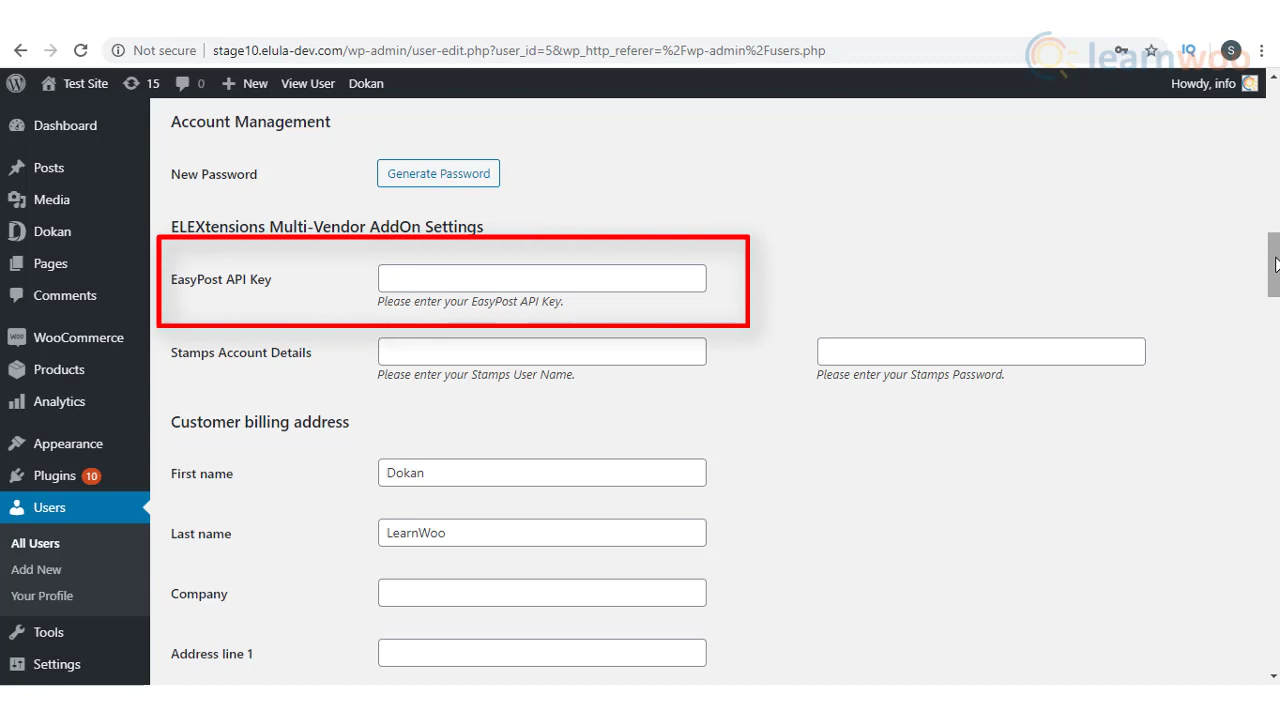 Not secure stage10.elula-dev.com/wp-admin/user-edit.php?user_id=5&wp_http_referer=%2Fwp-admin%2Fusers.php IQ S
learnwoo
Test Site 15 0 New View User Dokan Howdy, info
Dashboard
Posts
Media
Dokan
Pages
Comments
WooCommerce
Products
Analytics
Appearance
Plugins 10
Users
All Users
Add New
Your Profile
Tools
Settings
Account Management
New Password Generate Password
ELEXtensions Multi-Vendor AddOn Settings
EasyPost API Key
Please enter your EasyPost API Key.
Stamps Account Details
Please enter your Stamps User Name. Please enter your Stamps Password.
Customer billing address
First name Dokan
Last name LearnWoo
Company
Address line 1